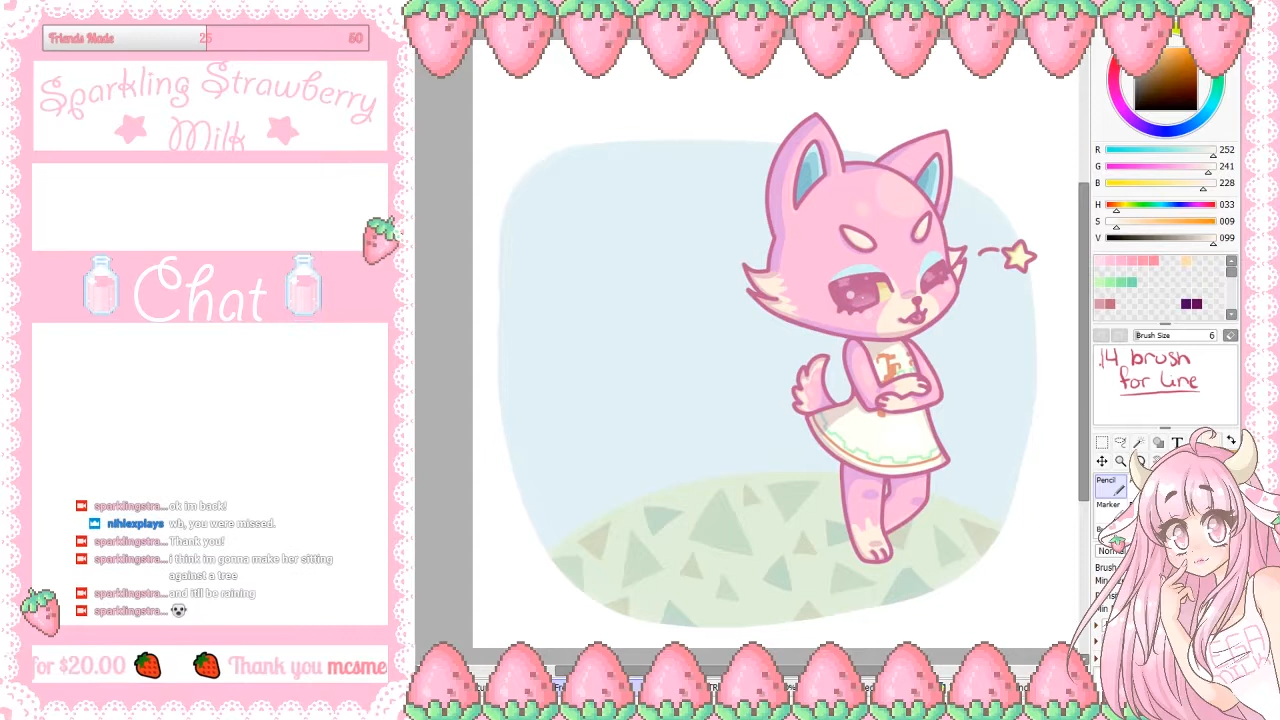 Friends Made 25 50
Sparkling Strawberry
Milk
Chat
sparklingstra... ok im back!
nihlexplays wb, you were missed.
sparklingstra... Thank you!
sparklingstra... i think im gonna make her sitting
against a tree
sparklingstra... and itll be raining
sparklingstra...
for $20.00 Thank you mcsme
R 252
G 241
B 228
H 033
S 009
V 099
Brush Size 6
14 brush
for line
T
Pencil
Marker
Brush